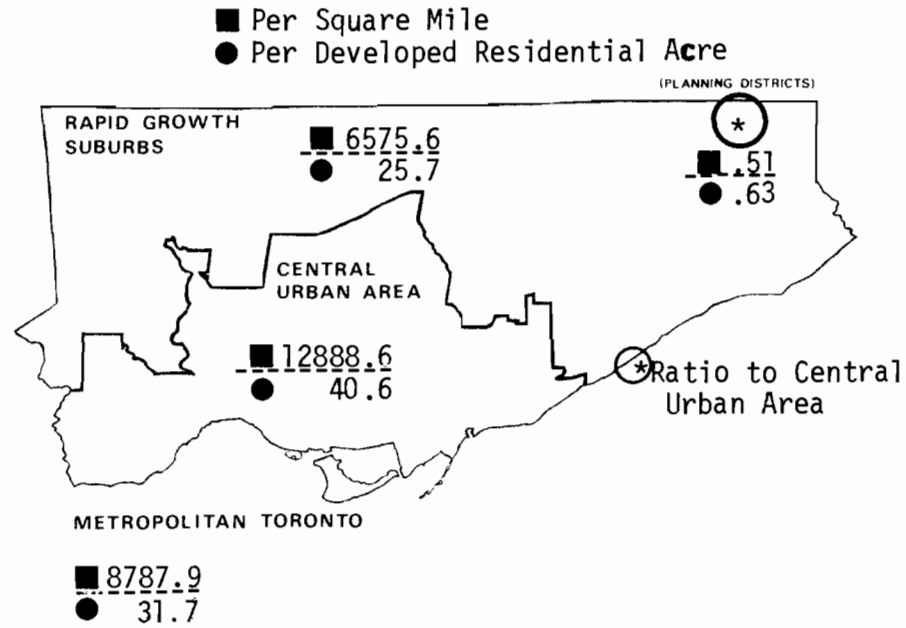 ■ Per Square Mile
● Per Developed Residential Acre
(PLANNING DISTRICTS)
RAPID GROWTH
SUBURBS
■ 6575.6
● 25.7
*
■ .51
● .63
CENTRAL
URBAN AREA
■ 12888.6
● 40.6
*Ratio to Central
Urban Area
METROPOLITAN TORONTO
■ 8787.9
● 31.7